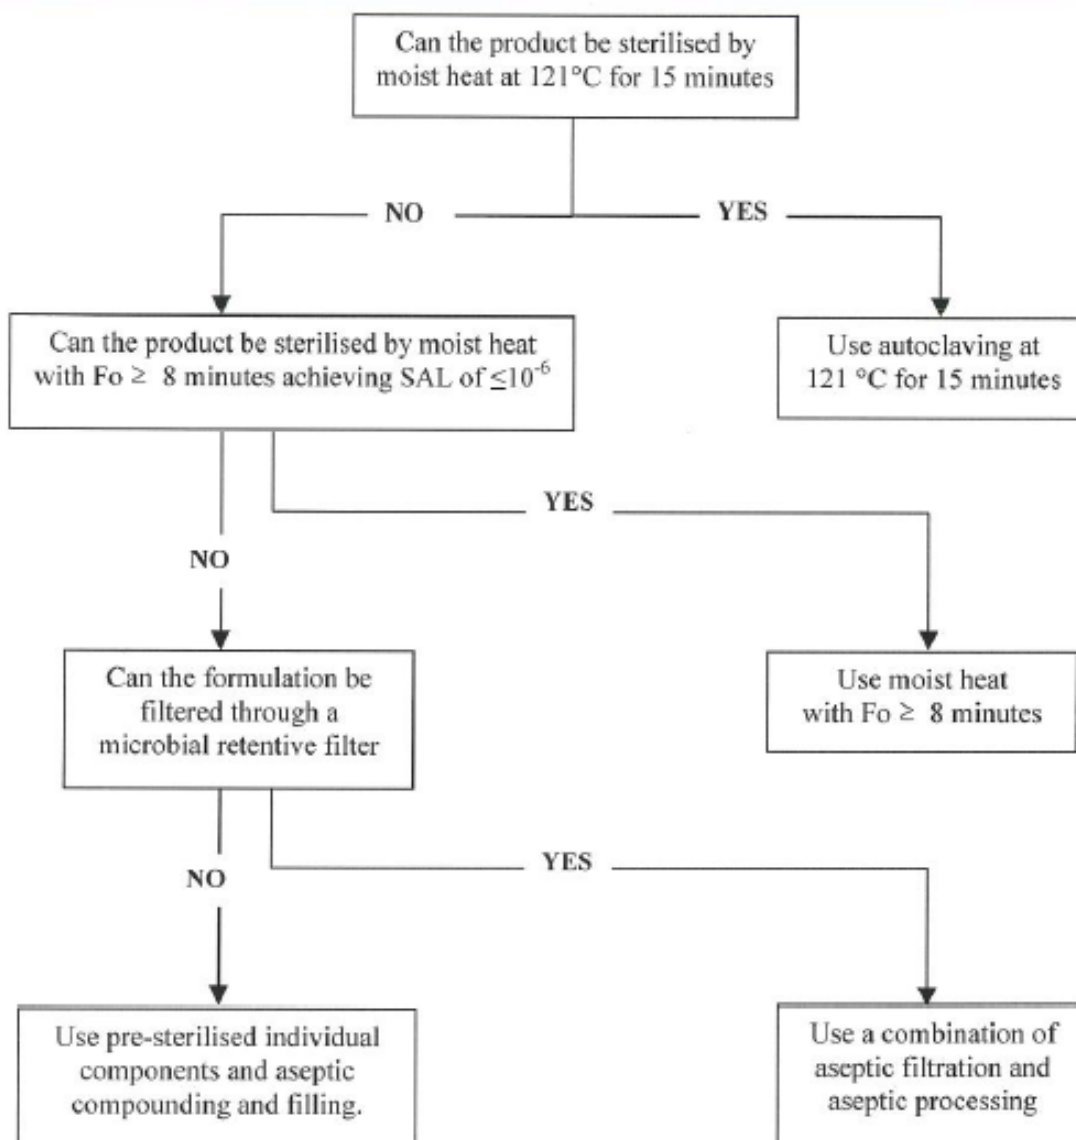 Can the product be sterilised by
moist heat at 121°C for 15 minutes
NO
YES
Can the product be sterilised by moist heat
with Fo ≥ 8 minutes achieving SAL of ≤10⁻⁶
Use autoclaving at
121 °C for 15 minutes
YES
NO
Can the formulation be
filtered through a
microbial retentive filter
Use moist heat
with Fo ≥ 8 minutes
YES
NO
Use pre-sterilised individual
components and aseptic
compounding and filling.
Use a combination of
aseptic filtration and
aseptic processing